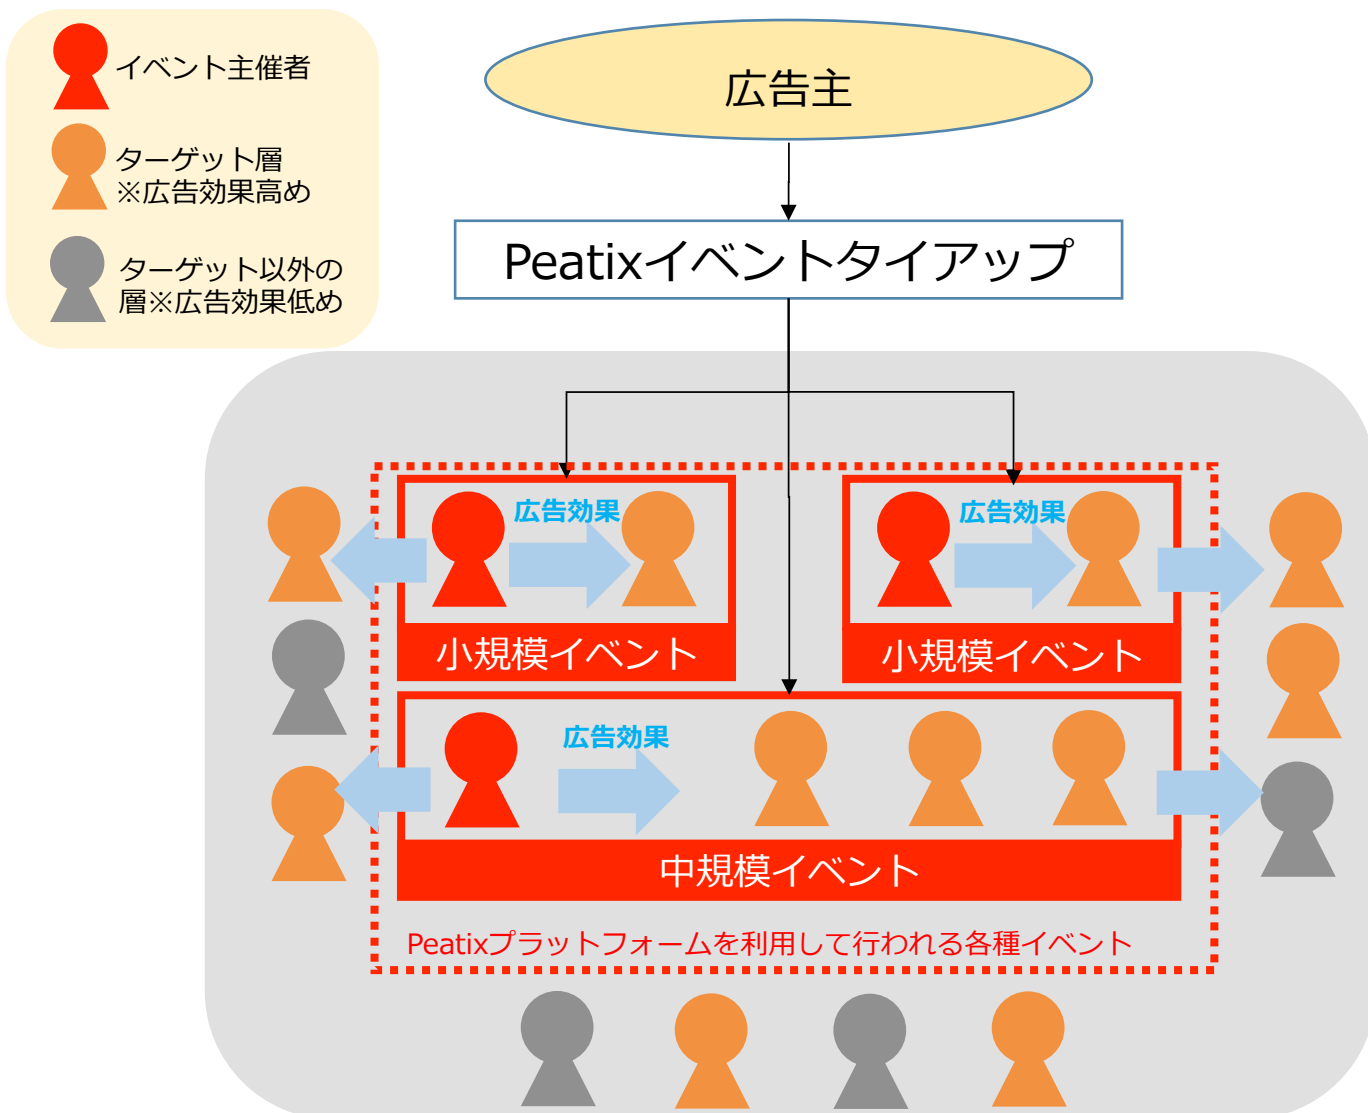 イベント主催者
ターゲット層
※広告効果高め
ターゲット以外の
層※広告効果低め
広告主
Peatixイベントタイアップ
広告効果
広告効果
小規模イベント
小規模イベント
広告効果
中規模イベント
Peatixプラットフォームを利用して行われる各種イベント